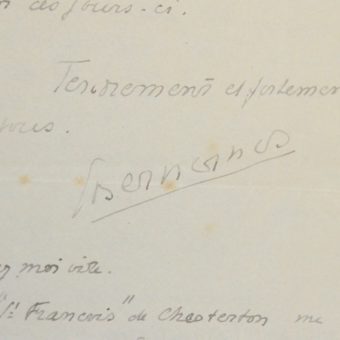 ces jours-ci.
Tendrement et fortement
vous.
Bernanos
moi vite.
"St François" de Chesterton me